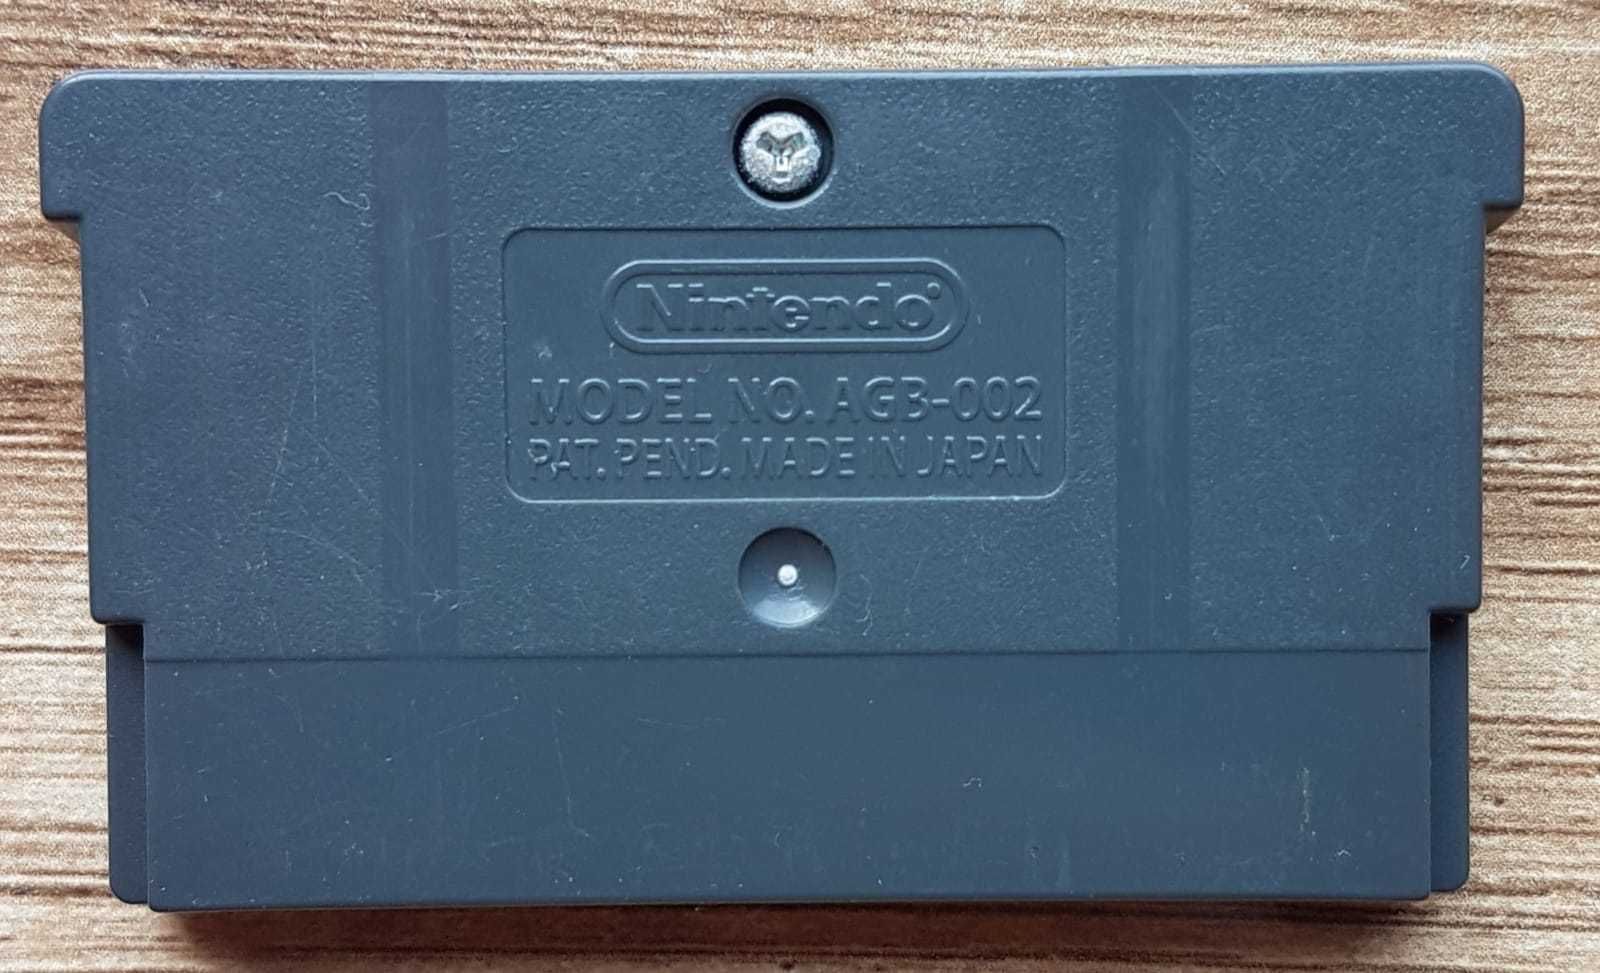 Nintendo
MODEL NO. AGB-002
PAT. PEND. MADE IN JAPAN